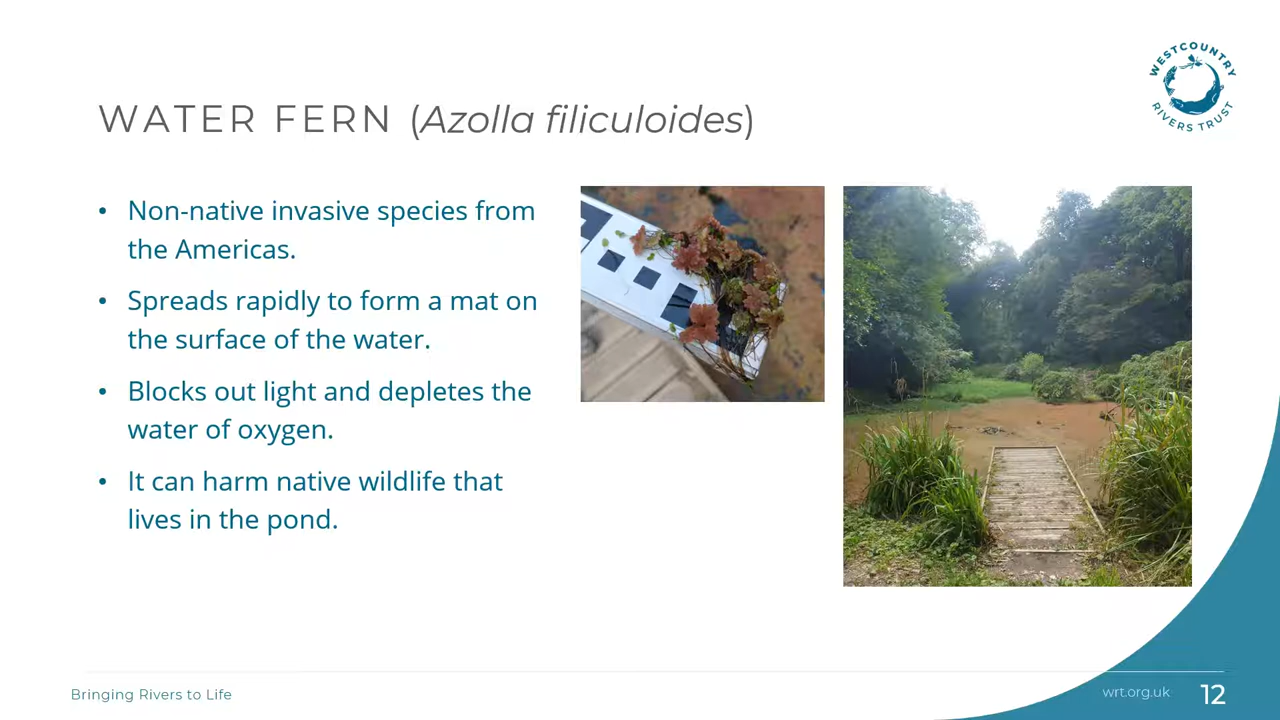 WESTCOUNTRY
RIVERS TRUST
WATER FERN (Azolla filiculoides)
• Non-native invasive species from
the Americas.
• Spreads rapidly to form a mat on
the surface of the water.
• Blocks out light and depletes the
water of oxygen.
• It can harm native wildlife that
lives in the pond.
Bringing Rivers to Life
wrt.org.uk
12